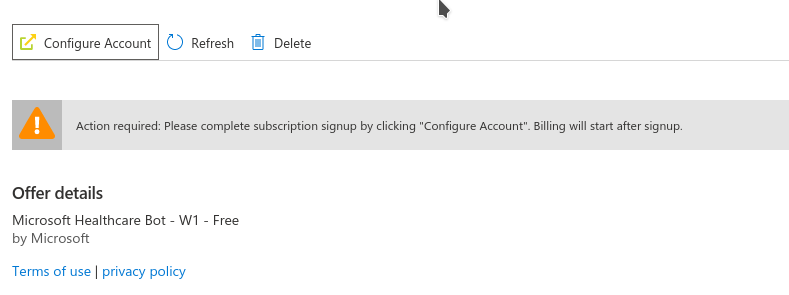 Configure Account Refresh Delete
Action required: Please complete subscription signup by clicking "Configure Account". Billing will start after signup.
Offer details
Microsoft Healthcare Bot - W1 - Free
by Microsoft
Terms of use | privacy policy